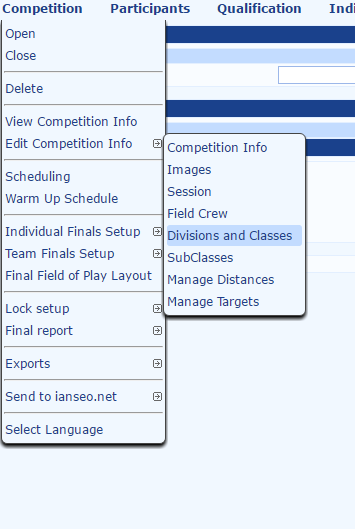 Competition Participants Qualification Indi
Open
Close
Delete
View Competition Info
Edit Competition Info
Scheduling
Warm Up Schedule
Individual Finals Setup
Team Finals Setup
Final Field of Play Layout
Lock setup
Final report
Exports
Send to ianseo.net
Select Language
Competition Info
Images
Session
Field Crew
Divisions and Classes
SubClasses
Manage Distances
Manage Targets